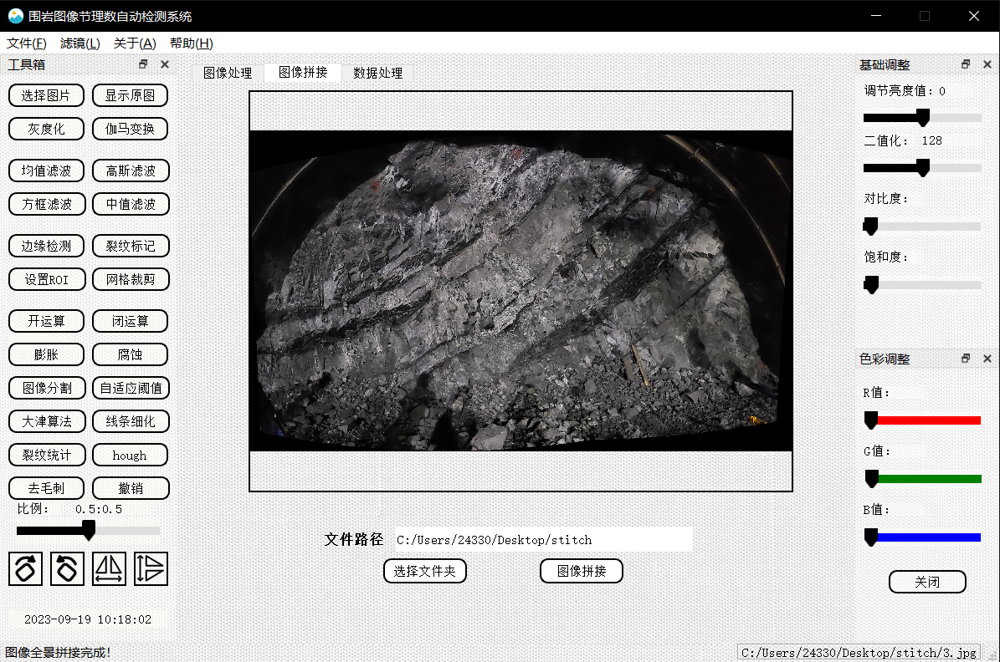 围岩图像节理数自动检测系统
文件(F) 滤镜(L) 关于(A) 帮助(H)
工具箱
选择图片 显示原图
灰度化 伽马变换
均值滤波 高斯滤波
方框滤波 中值滤波
边缘检测 裂纹标记
设置ROI 网格裁剪
开运算 闭运算
膨胀 腐蚀
图像分割 自适应阈值
大津算法 线条细化
裂纹统计 hough
去毛刺 撤销
比例： 0.5:0.5
2023-09-19 10:18:02
图像处理 图像拼接 数据处理
文件路径 C:/Users/24330/Desktop/stitch
选择文件夹 图像拼接
基础调整
调节亮度值：0
二值化： 128
对比度：
饱和度：
色彩调整
R值：
G值：
B值：
关闭
图像全景拼接完成！
C:/Users/24330/Desktop/stitch/3.jpg